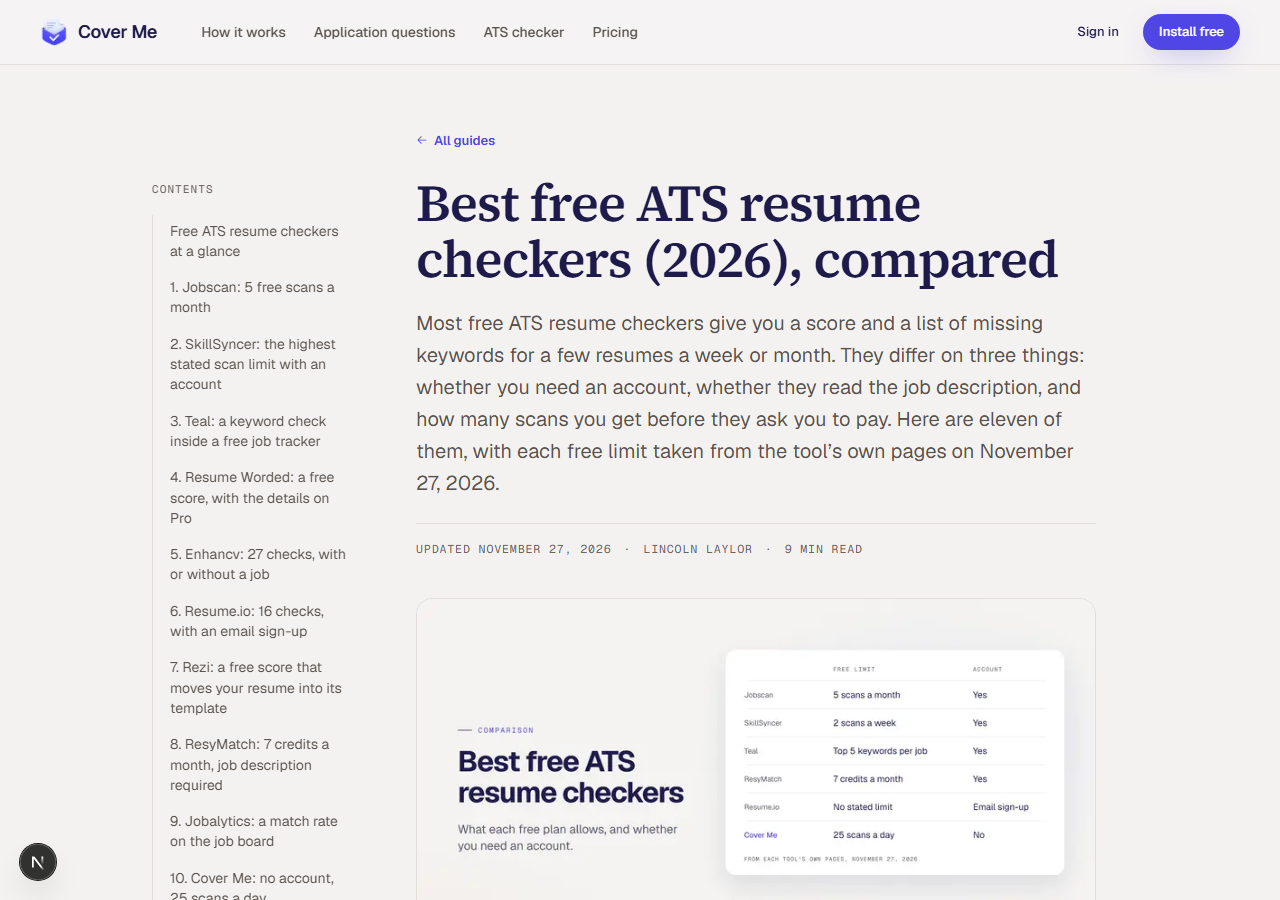 Cover Me
How it works
Application questions
ATS checker
Pricing
Sign in
Install free
← All guides
CONTENTS
Free ATS resume checkers
at a glance
1. Jobscan: 5 free scans a
month
2. SkillSyncer: the highest
stated scan limit with an
account
3. Teal: a keyword check
inside a free job tracker
4. Resume Worded: a free
score, with the details on
Pro
5. Enhancv: 27 checks, with
or without a job
6. Resume.io: 16 checks,
with an email sign-up
7. Rezi: a free score that
moves your resume into its
template
8. ResyMatch: 7 credits a
month, job description
required
9. Jobalytics: a match rate
on the job board
10. Cover Me: no account,
25 scans a day
Best free ATS resume
checkers (2026), compared
Most free ATS resume checkers give you a score and a list of missing
keywords for a few resumes a week or month. They differ on three things:
whether you need an account, whether they read the job description, and
how many scans you get before they ask you to pay. Here are eleven of
them, with each free limit taken from the tool’s own pages on November
27, 2026.
UPDATED NOVEMBER 27, 2026 · LINCOLN LAYLOR · 9 MIN READ
COMPARISON
Best free ATS
resume checkers
What each free plan allows, and whether
you need an account.
FREE LIMIT ACCOUNT
Jobscan 5 scans a month Yes
SkillSyncer 2 scans a week Yes
Teal Top 5 keywords per job Yes
ResyMatch 7 credits a month Yes
Resume.io No stated limit Email sign-up
Cover Me 25 scans a day No
FROM EACH TOOL'S OWN PAGES, NOVEMBER 27, 2026
N